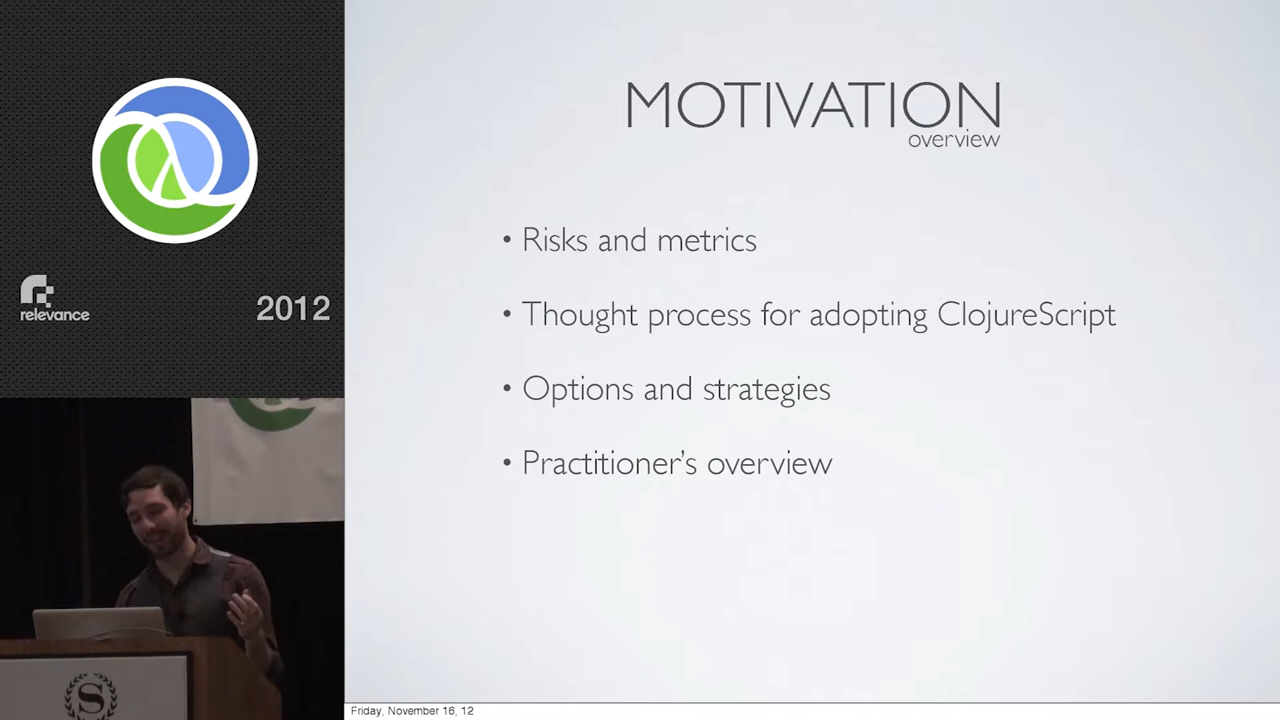 relevance
2012
MOTIVATION
overview
• Risks and metrics
• Thought process for adopting ClojureScript
• Options and strategies
• Practitioner's overview
S
Friday, November 16, 12